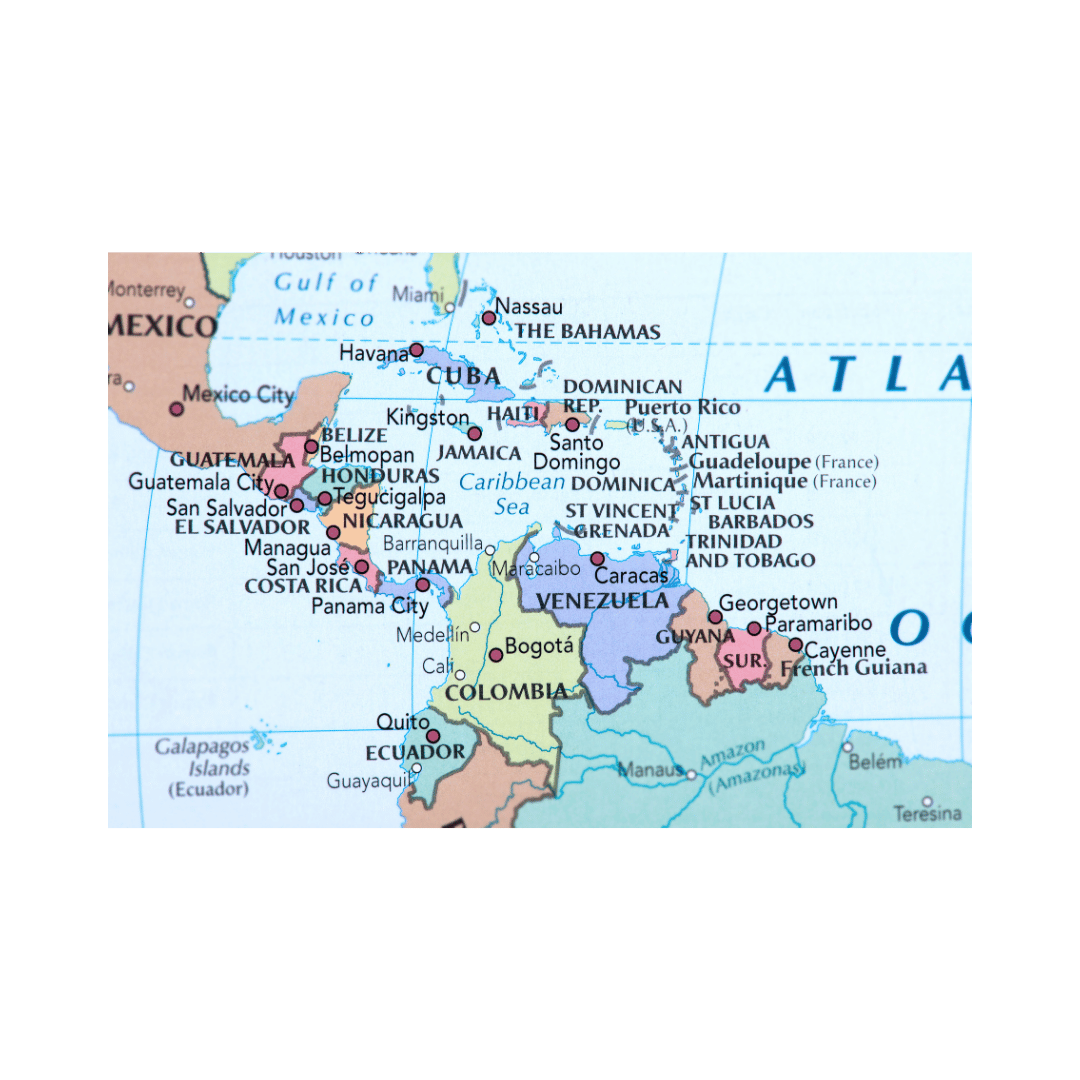 Houston
Gulf of
Mexico
Monterrey
Miami
Nassau
THE BAHAMAS
MEXICO
Havana
CUBA
ATLA
Mexico City
DOMINICAN
REP.
HAITI
Puerto Rico
(U.S.A.)
Kingston
JAMAICA
Santo
Domingo
BELIZE
Belmopan
ANTIGUA
Guadeloupe (France)
Martinique (France)
GUATEMALA
Guatemala City
HONDURAS
Tegucigalpa
Caribbean
Sea
DOMINICA
ST LUCIA
San Salvador
EL SALVADOR
NICARAGUA
ST VINCENT
BARBADOS
GRENADA
TRINIDAD
AND TOBAGO
Managua
Barranquilla
San José
COSTA RICA
PANAMA
Panama City
Maracaibo
Caracas
VENEZUELA
Georgetown
Paramaribo
O
Medellín
GUYANA
Cayenne
SUR.
French Guiana
Bogotá
Cali
COLOMBIA
Quito
ECUADOR
Galapagos
Islands
(Ecuador)
Guayaquil
Manaus
Amazon
(Amazonas)
Belém
Teresina